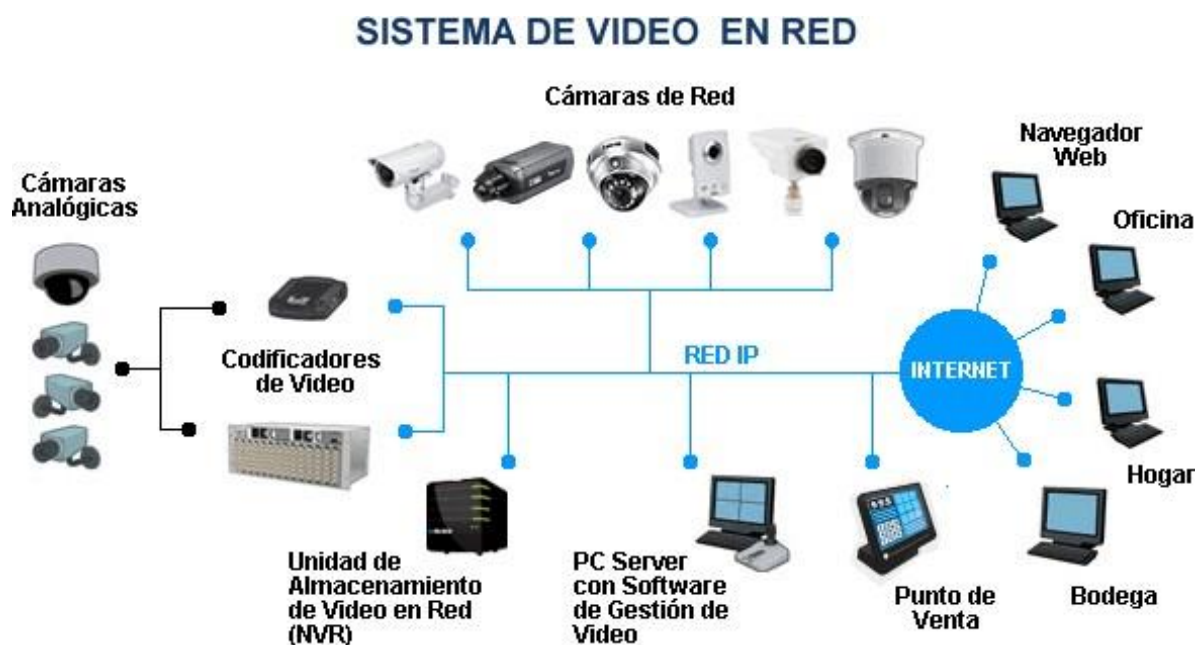 SISTEMA DE VIDEO EN RED
Cámaras de Red
Navegador
Web
Cámaras
Analógicas
Oficina
Codificadores
de Video
RED IP
INTERNET
Hogar
Unidad de
Almacenamiento
de Video en Red
(NVR)
PC Server
con Software
de Gestión de
Video
Punto de
Venta
Bodega